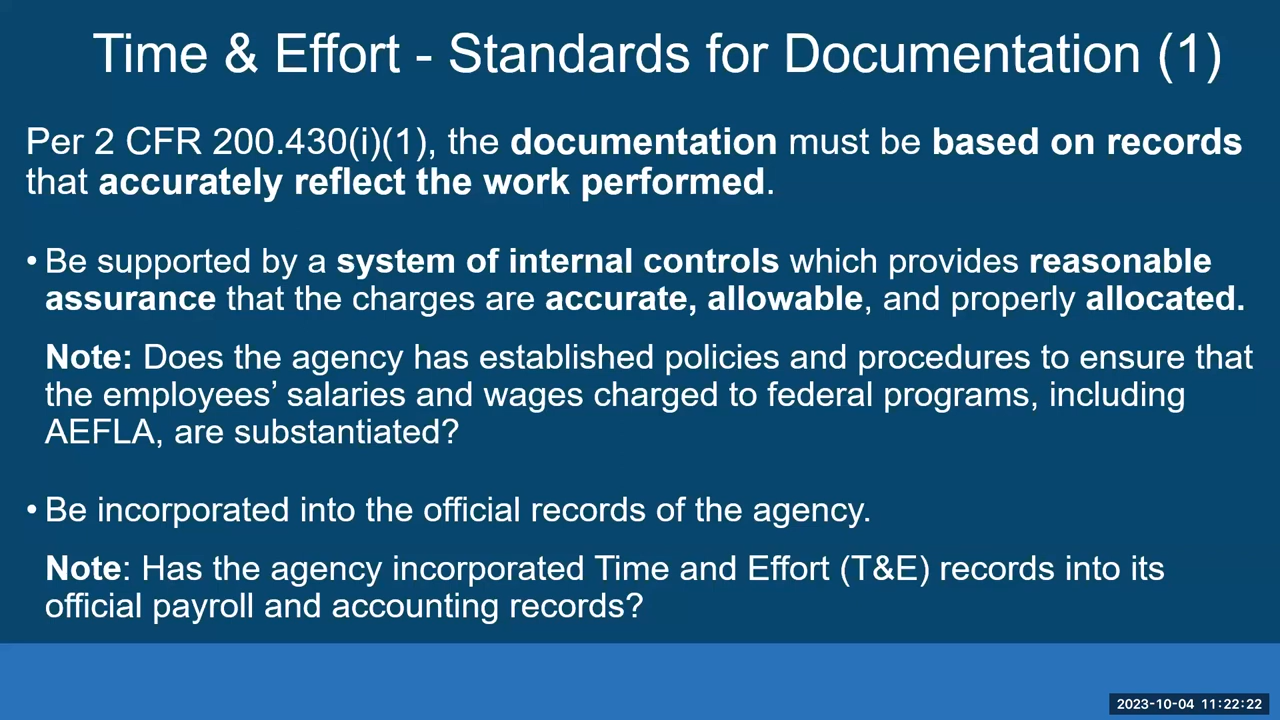 Time & Effort - Standards for Documentation (1)
Per 2 CFR 200.430(i)(1), the documentation must be based on records
that accurately reflect the work performed.
• Be supported by a system of internal controls which provides reasonable
assurance that the charges are accurate, allowable, and properly allocated.
Note: Does the agency has established policies and procedures to ensure that
the employees’ salaries and wages charged to federal programs, including
AEFLA, are substantiated?
• Be incorporated into the official records of the agency.
Note: Has the agency incorporated Time and Effort (T&E) records into its
official payroll and accounting records?
2023-10-04 11:22:22